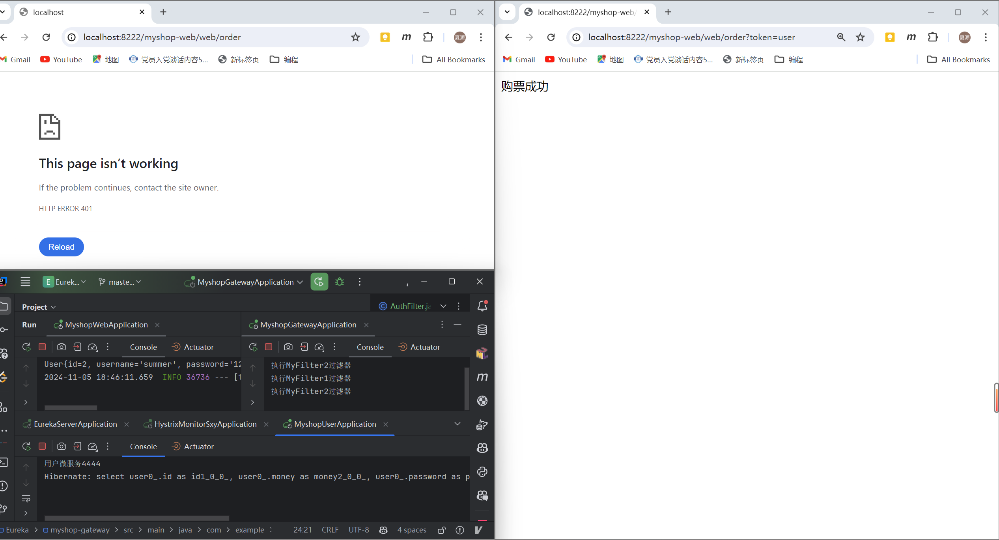 localhost
localhost:8222/myshop-web/web/order
Gmail YouTube 地图 党员入党谈话内容5... 新标签页 编程 All Bookmarks
This page isn’t working
If the problem continues, contact the site owner.
HTTP ERROR 401
Reload
localhost:8222/myshop-web/
localhost:8222/myshop-web/web/order?token=user
夏源
Gmail YouTube 地图 党员入党谈话内容5... 新标签页 编程 All Bookmarks
购票成功
E Eurek... maste... MyshopGatewayApplication
Project AuthFilter.ja
Run MyshopWebApplication MyshopGatewayApplication
Console Actuator Console Actuator
User{id=2, username='summer', password='12
2024-11-05 18:46:11.659 INFO 36736 --- [t
执行MyFilter2过滤器
执行MyFilter1过滤器
执行MyFilter2过滤器
EurekaServerApplication HystrixMonitorSxyApplication MyshopUserApplication
Console Actuator
用户微服务4444
Hibernate: select user0_.id as id1_0_0_, user0_.money as money2_0_0_, user0_.password as p
Eureka > myshop-gateway > src > main > java > com > example > 24:21 CRLF UTF-8 4 spaces